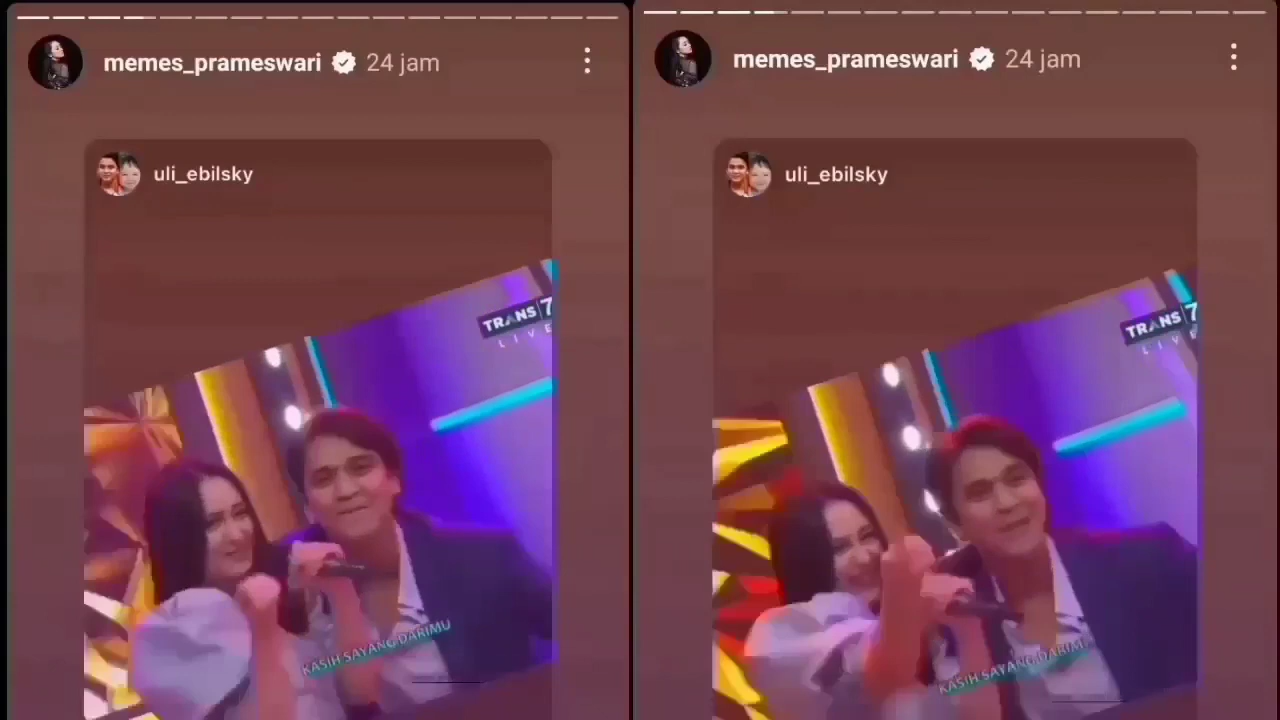 memes_prameswari 24 jam
uli_ebilsky
TRANS|7
LIVE
KASIH SAYANG DARIMU
memes_prameswari 24 jam
uli_ebilsky
TRANS|7
LIVE
KASIH SAYANG DARIMU